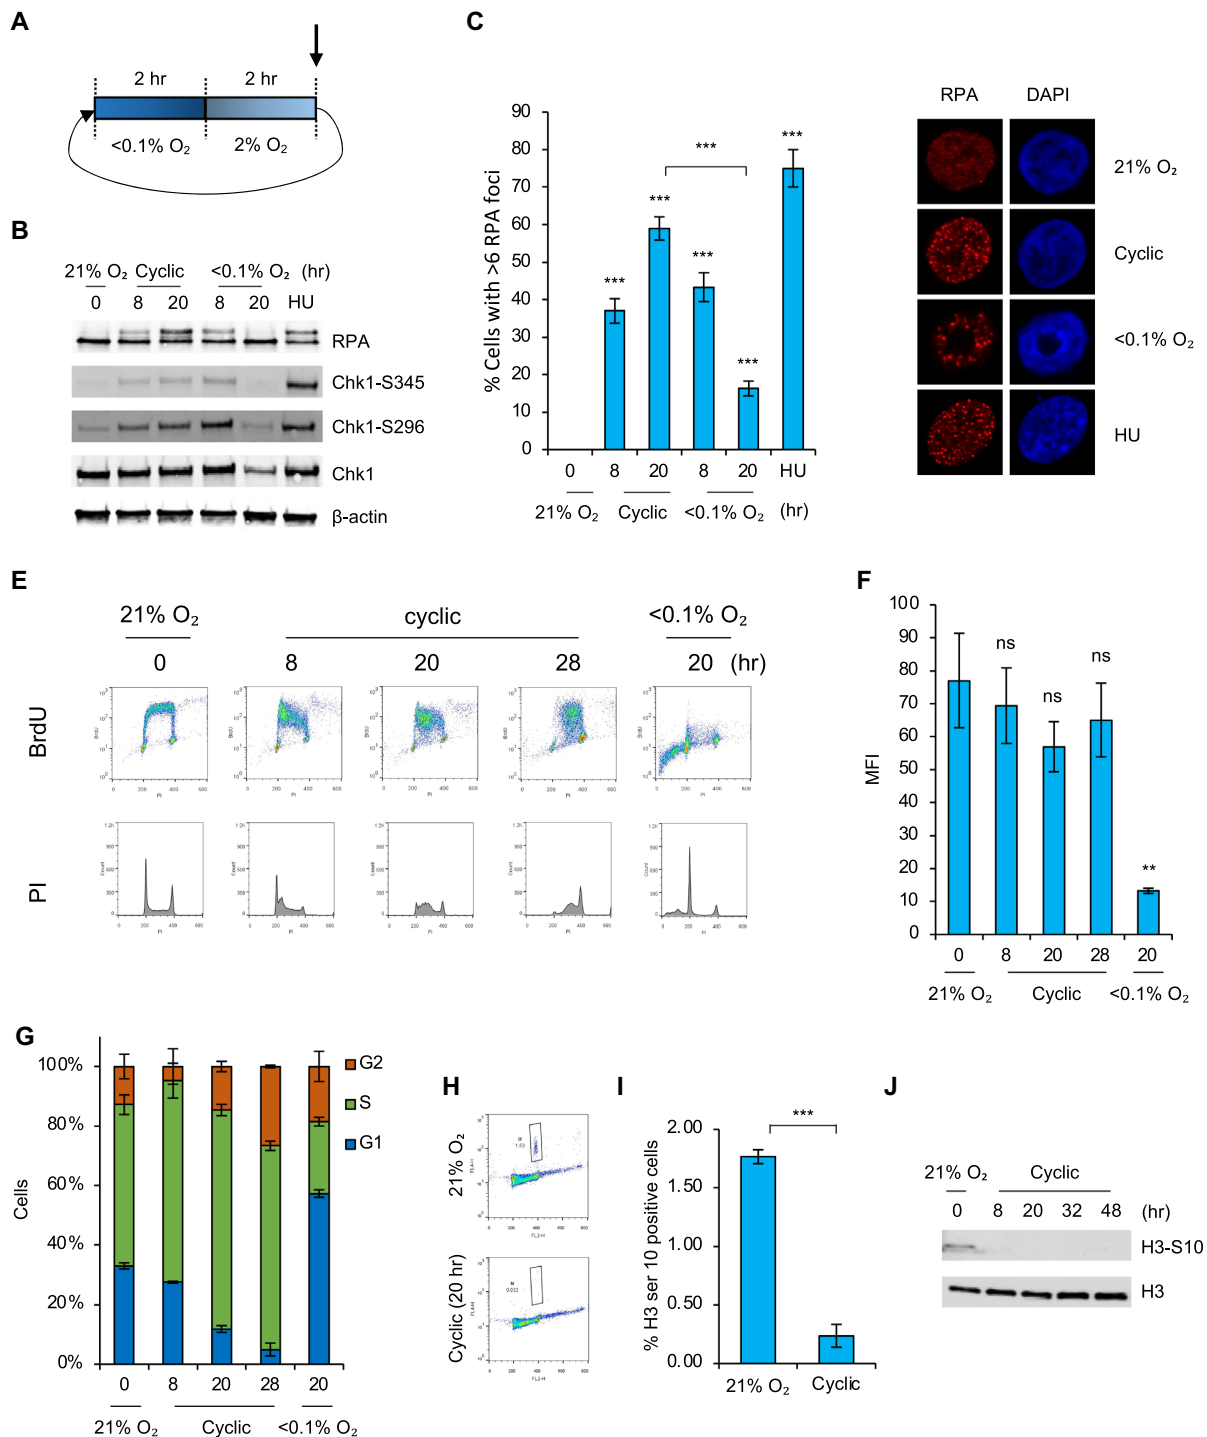 A
2 hr 2 hr
<0.1% O₂ 2% O₂
B
21% O₂ Cyclic <0.1% O₂ (hr)
0 8 20 8 20 HU
RPA
Chk1-S345
Chk1-S296
Chk1
β-actin
C
% Cells with >6 RPA foci
90
80
70
60
50
40
30
20
10
0
***
***
***
***
***
***
0 8 20 8 20 HU
21% O₂ Cyclic <0.1% O₂ (hr)
RPA DAPI
21% O₂
Cyclic
<0.1% O₂
HU
E
21% O₂ cyclic <0.1% O₂
0 8 20 28 20 (hr)
BrdU
PI
F
MFI
100
90
80
70
60
50
40
30
20
10
0
ns
ns
ns
**
0 8 20 28 20
21% O₂ Cyclic <0.1% O₂
G
Cells
100%
80%
60%
40%
20%
0%
G2
S
G1
0 8 20 28 20
21% O₂ Cyclic <0.1% O₂
H
21% O₂
Cyclic (20 hr)
I
% H3 ser 10 positive cells
2.00
1.50
1.00
0.50
0.00
***
21% O₂ Cyclic
J
21% O₂ Cyclic
0 8 20 32 48 (hr)
H3-S10
H3